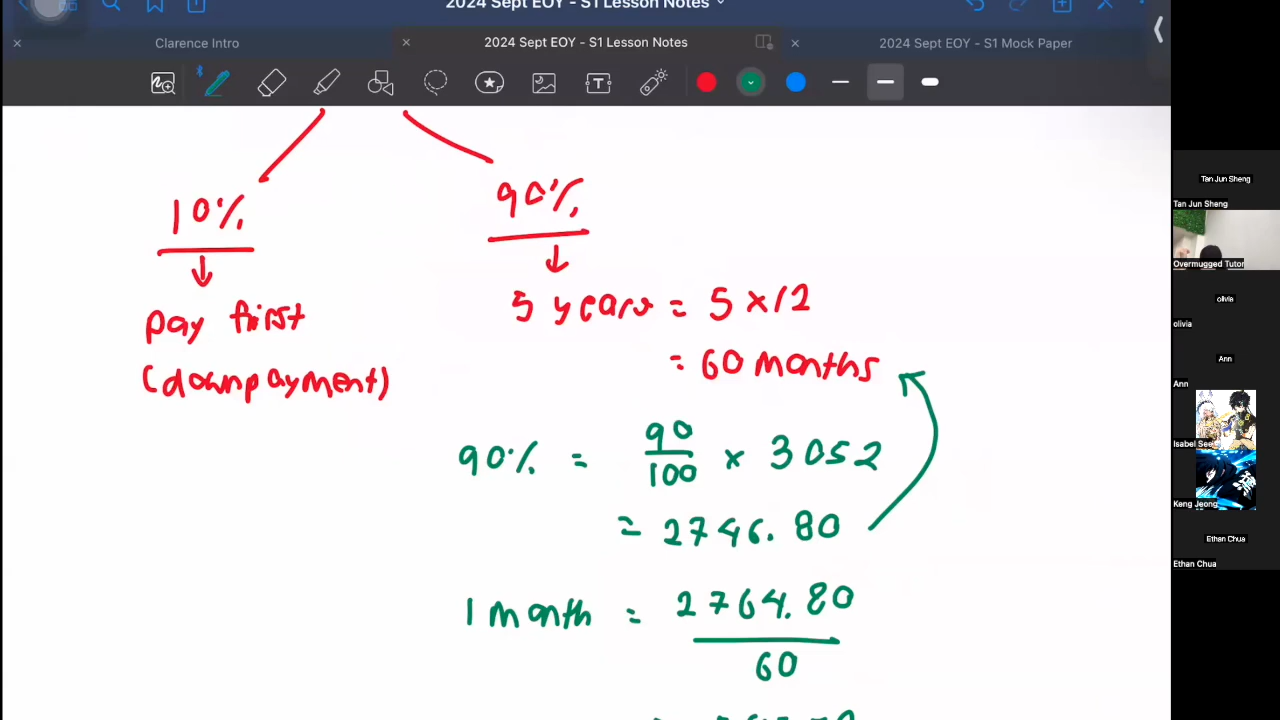 2024 Sept EOY - S1 Lesson Notes
Clarence Intro
2024 Sept EOY - S1 Lesson Notes
2024 Sept EOY - S1 Mock Paper
10%
90%
pay first
(downpayment)
5 years = 5 x 12
= 60 months
90% = 90/100 x 3052
= 2746.80
1 month = 2764.80/60
Tan Jun Sheng
Tan Jun Sheng
Overmugged Tutor
olivia
olivia
Ann
Ann
Isabel See
Keng Jeong
Ethan Chua
Ethan Chua